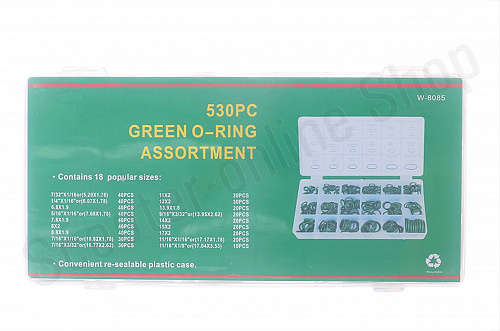 530PC
W-8085
GREEN O-RING
ASSORTMENT
• Contains 18 popular sizes:
7/32"X1/16or(5.29X1.78) 40PCS 11X2 30PCS
1/4"X1/16"or(6.07X1.78) 40PCS 12X2 30PCS
6.8X1.9 40PCS 13.9X1.8 20PCS
5/16"X1/16"or(7.66X1.78) 40PCS 9/16"X3/32"or(13.95X2.62) 20PCS
7.8X1.9 40PCS 14X2 20PCS
8X2 40PCS 15X2 20PCS
8.8X1.9 40PCS 17X2 20PCS
7/16"X1/16"or(10.82X1.78) 30PCS 11/16"X1/16"or(17.17X1.78) 20PCS
7/16"X3/32"or(10.77X2.62) 30PCS 11/16"X1/8"or(17.04X3.53) 10PCS
• Convenient re-sealable plastic case.